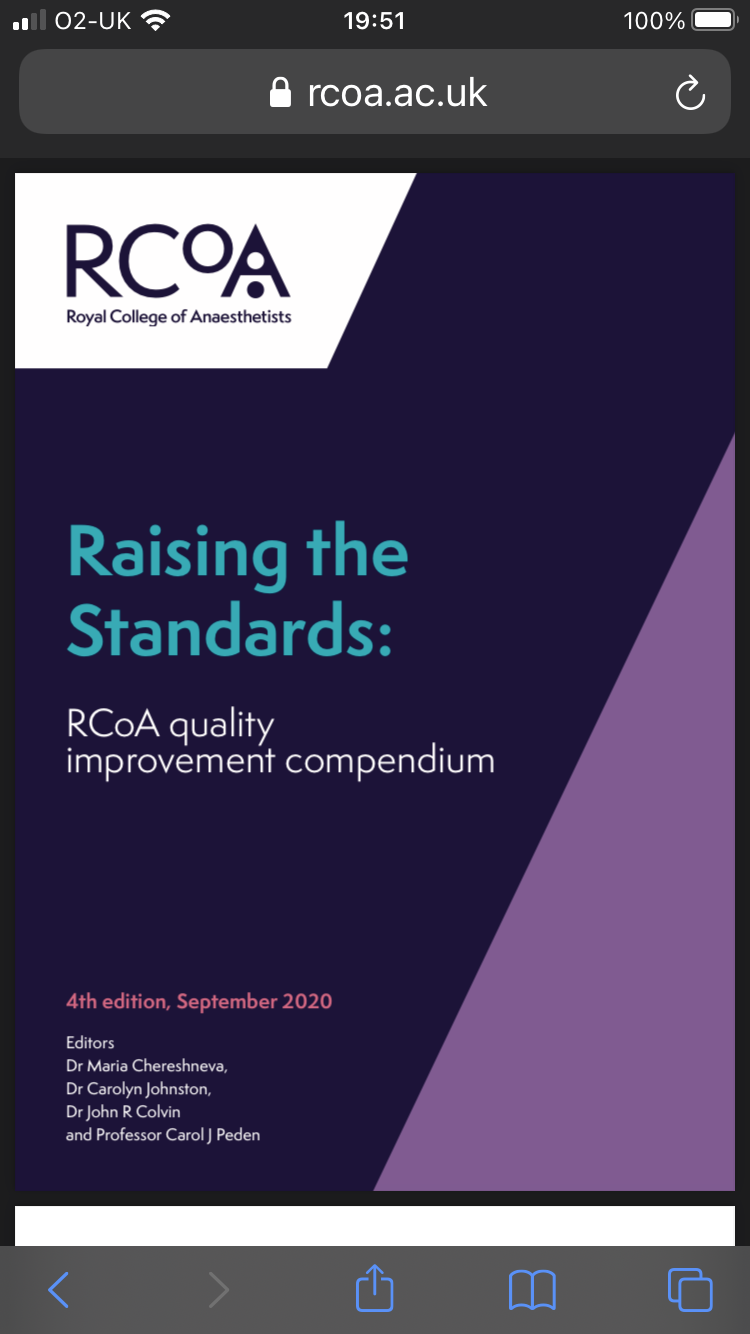 O2-UK 19:51 100%
rcoa.ac.uk
RCOA
Royal College of Anaesthetists
Raising the
Standards:
RCoA quality
improvement compendium
4th edition, September 2020
Editors
Dr Maria Chereshneva,
Dr Carolyn Johnston,
Dr John R Colvin
and Professor Carol J Peden